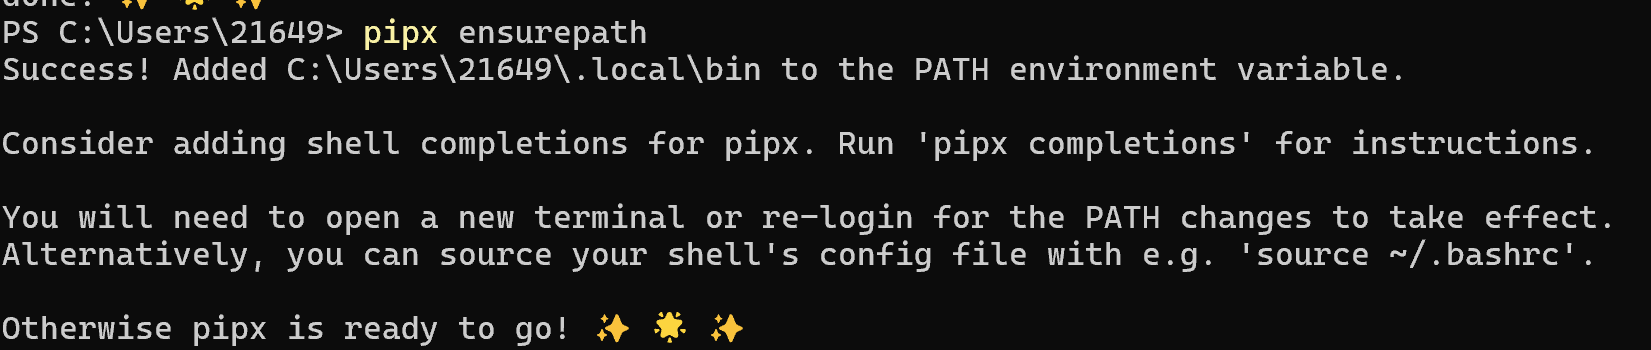 done! ✨ 🌟 ✨
PS C:\Users\21649> pipx ensurepath
Success! Added C:\Users\21649\.local\bin to the PATH environment variable.
Consider adding shell completions for pipx. Run 'pipx completions' for instructions.
You will need to open a new terminal or re-login for the PATH changes to take effect.
Alternatively, you can source your shell's config file with e.g. 'source ~/.bashrc'.
Otherwise pipx is ready to go! ✨ 🌟 ✨